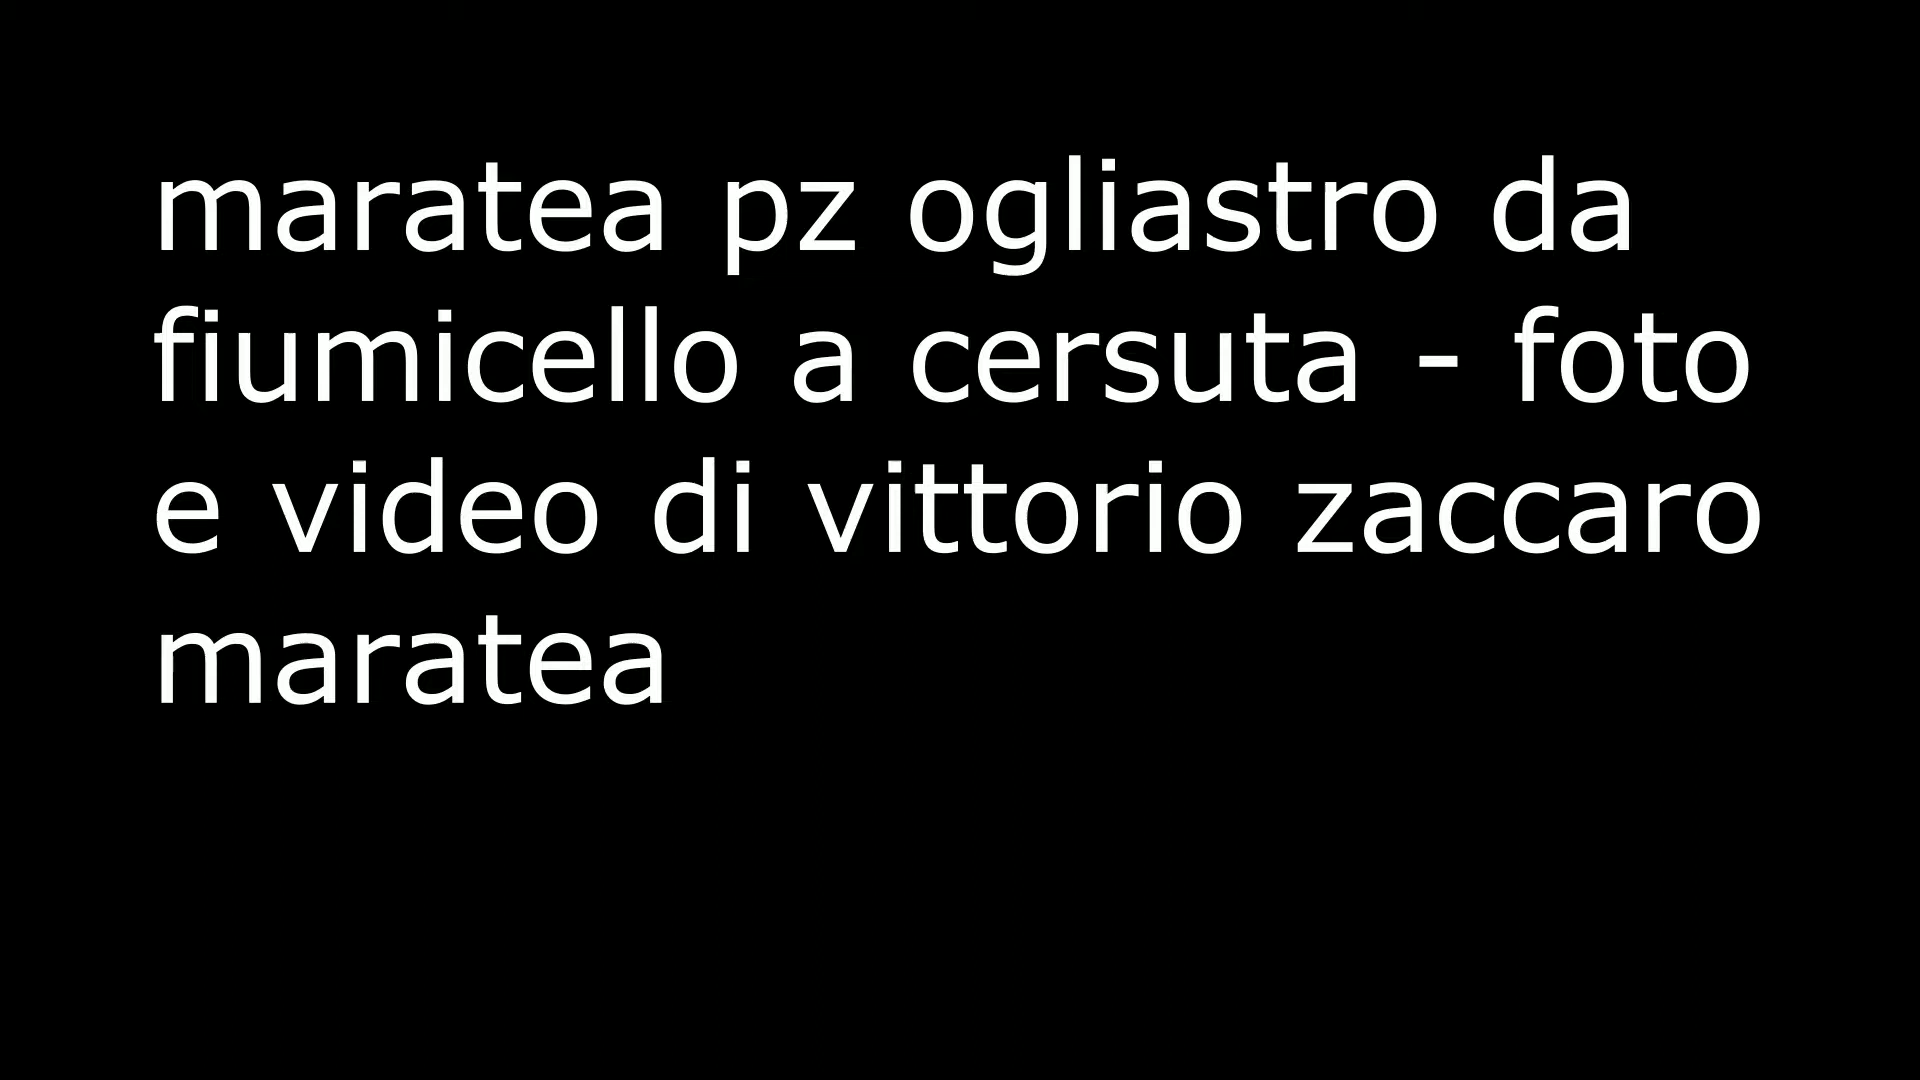 maratea pz ogliastro da
fiumicello a cersuta - foto
e video di vittorio zaccaro
maratea